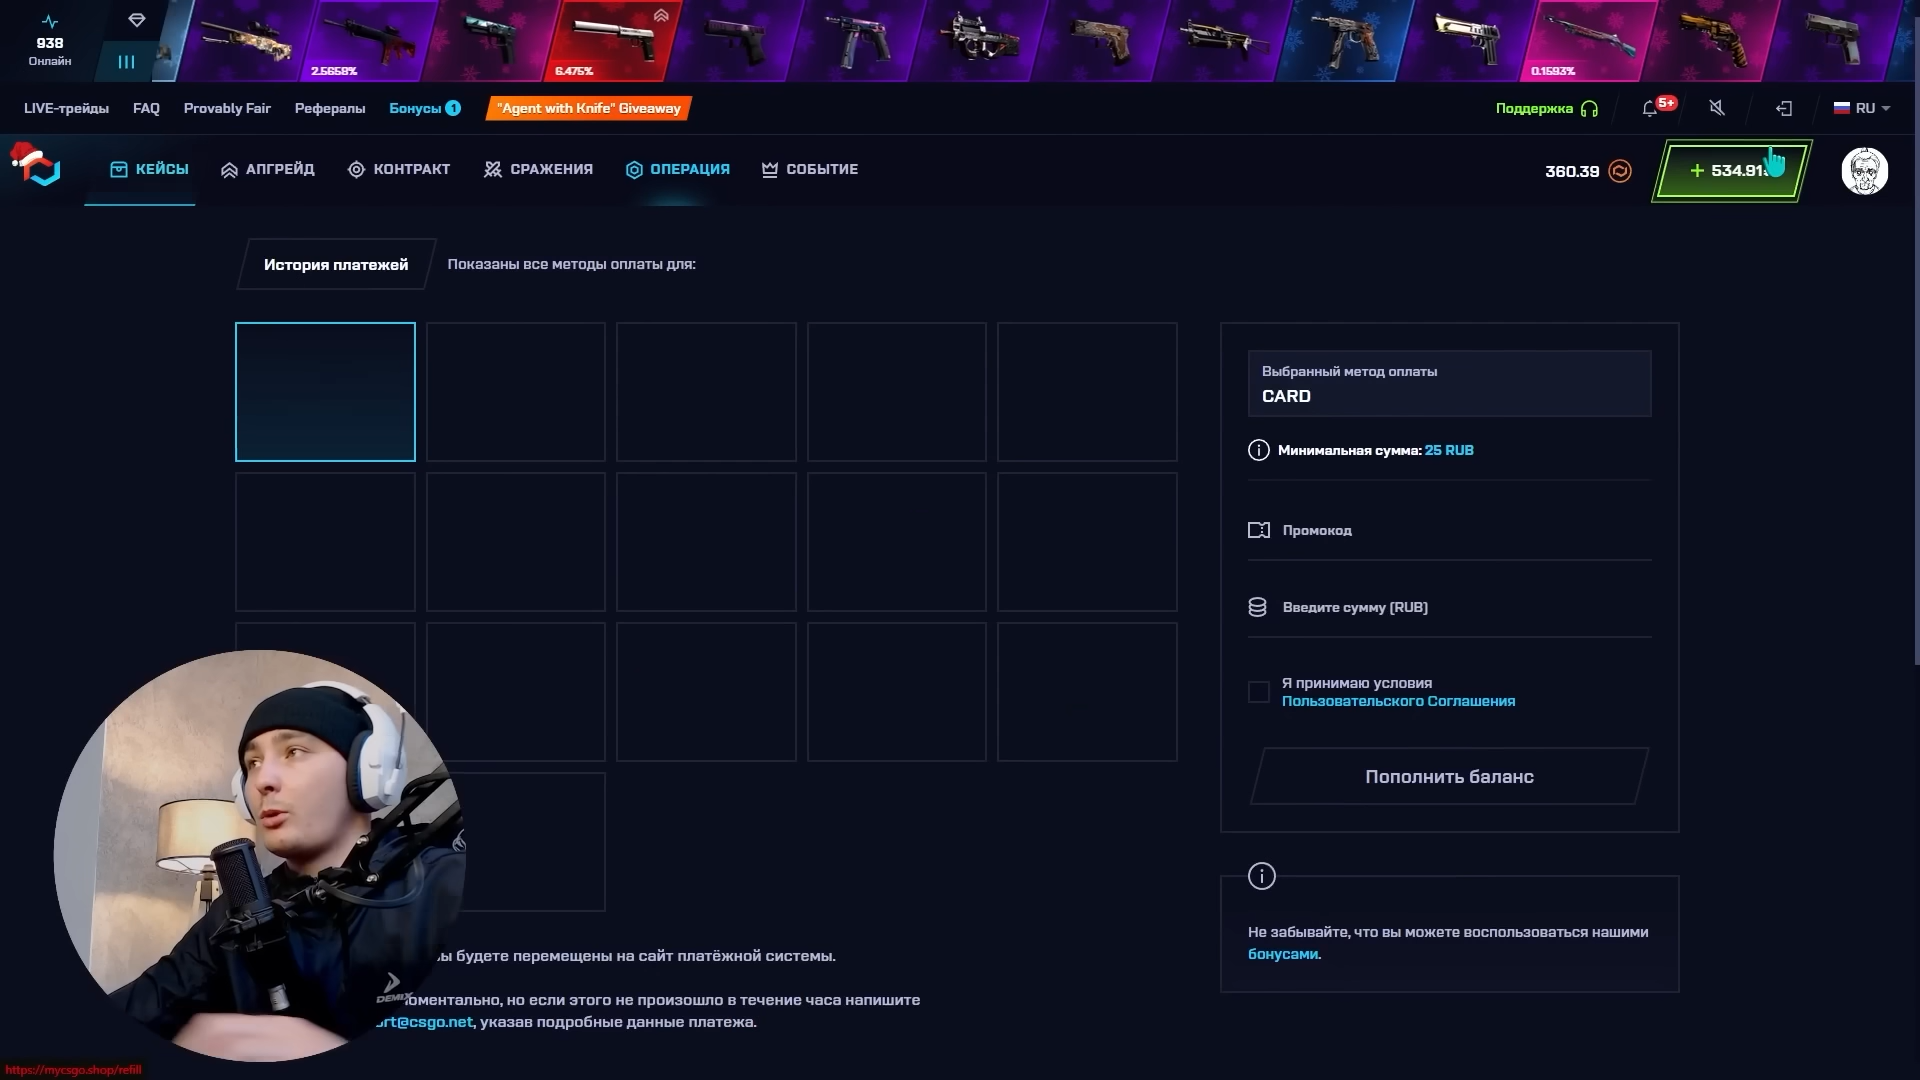 938
Онлайн
2.5658%
6.475%
0.1593%
LIVE-трейды
FAQ
Provably Fair
Рефералы
Бонусы 1
"Agent with Knife" Giveaway
Поддержка
5+
RU
КЕЙСЫ
АПГРЕЙД
КОНТРАКТ
СРАЖЕНИЯ
ОПЕРАЦИЯ
СОБЫТИЕ
360.39
+ 534.91
История платежей
Показаны все методы оплаты для:
Выбранный метод оплаты
CARD
Минимальная сумма: 25 RUB
Промокод
Введите сумму (RUB)
Я принимаю условия
Пользовательского Соглашения
Пополнить баланс
Не забывайте, что вы можете воспользоваться нашими
бонусами.
будете перемещены на сайт платёжной системы.
но если этого не произошло в течение часа напишите
ort@csgo.net, указав подробные данные платежа.
DEMIX
https://mycsgo.shop/refill